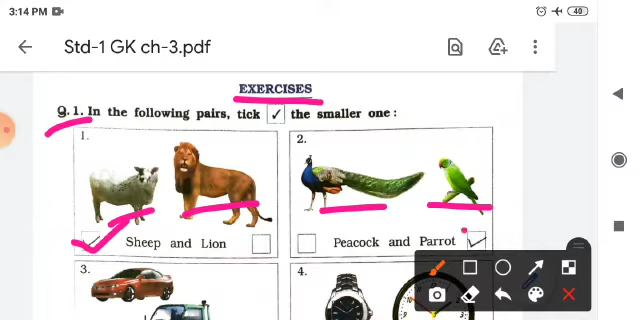 3:14 PM
40
Std-1 GK ch-3.pdf
EXERCISES
Q.1. In the following pairs, tick ✓ the smaller one :
1.
2.
Sheep and Lion
Peacock and Parrot
3.
4.